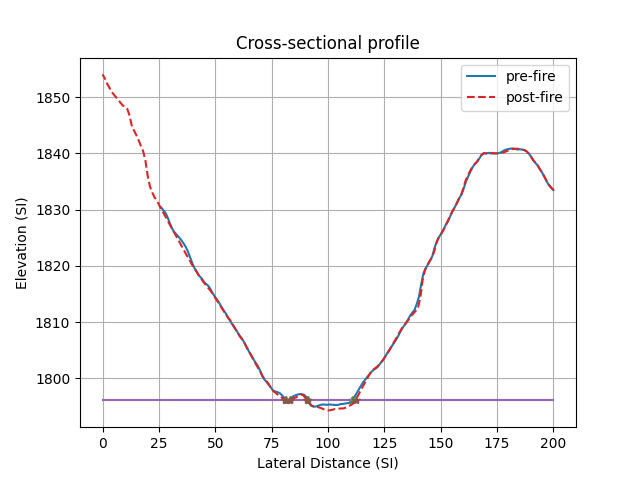 Cross-sectional profile
pre-fire
post-fire
1850
1840
1830
1820
1810
1800
Elevation (SI)
0 25 50 75 100 125 150 175 200
Lateral Distance (SI)